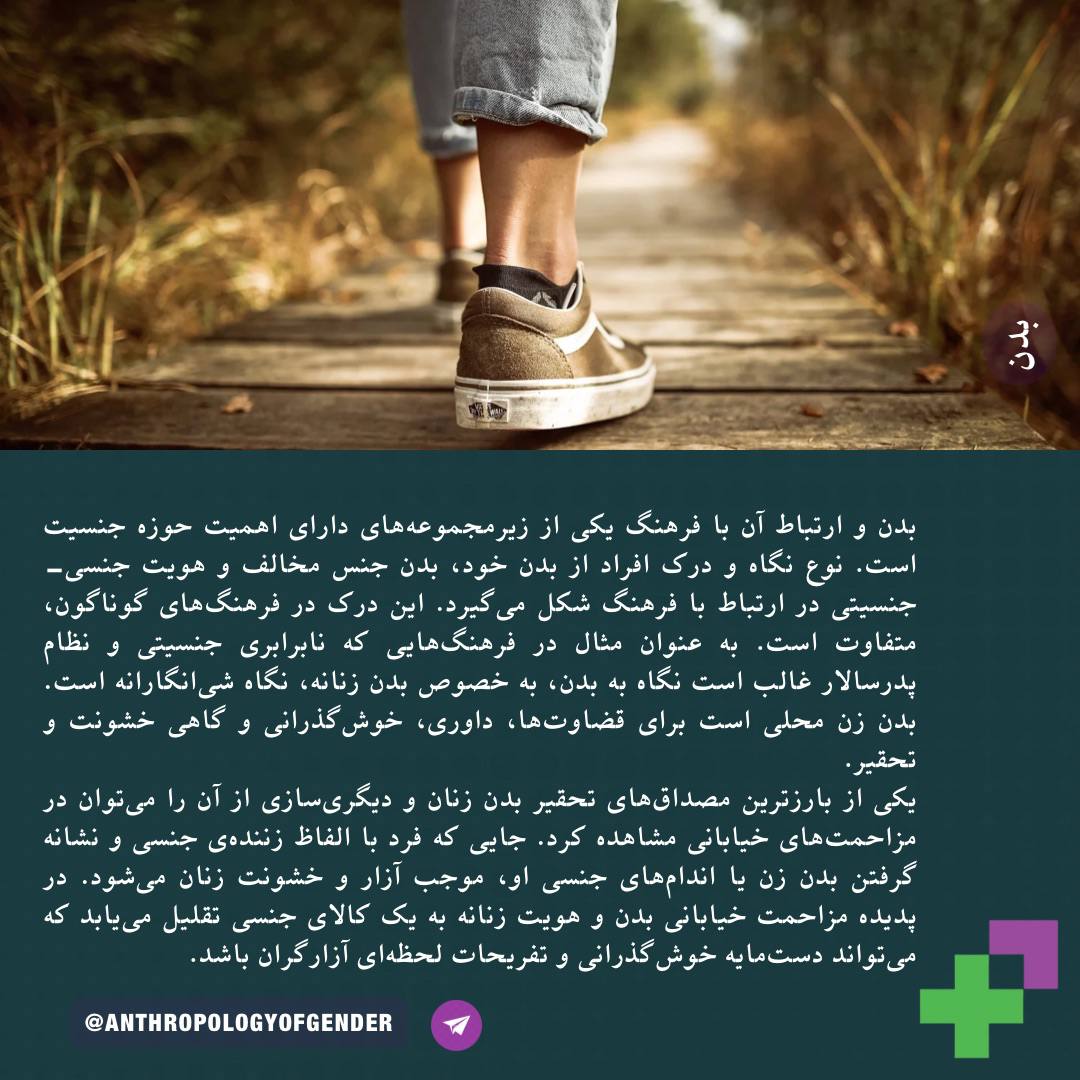 بدن
بدن و ارتباط آن با فرهنگ یکی از زیرمجموعه‌های دارای اهمیت حوزه جنسیت
است. نوع نگاه و درک افراد از بدن خود، بدن جنس مخالف و هویت جنسی–
جنسیتی در ارتباط با فرهنگ شکل می‌گیرد. این درک در فرهنگ‌های گوناگون،
متفاوت است. به عنوان مثال در فرهنگ‌هایی که نابرابری جنسیتی و نظام
پدرسالار غالب است نگاه به بدن، به خصوص بدن زنانه، نگاه شی‌انگارانه است.
بدن زن محلی است برای قضاوت‌ها، داوری، خوش‌گذرانی و گاهی خشونت و
تحقیر.
یکی از بارزترین مصداق‌های تحقیر بدن زنان و دیگری‌سازی از آن را می‌توان در
مزاحمت‌های خیابانی مشاهده کرد. جایی که فرد با الفاظ زننده‌ی جنسی و نشانه
گرفتن بدن زن یا اندام‌های جنسی او، موجب آزار و خشونت زنان می‌شود. در
پدیده مزاحمت خیابانی بدن و هویت زنانه به یک کالای جنسی تقلیل می‌یابد که
می‌تواند دست‌مایه خوش‌گذرانی و تفریحات لحظه‌ای آزارگران باشد.
@ANTHROPOLOGYOFGENDER